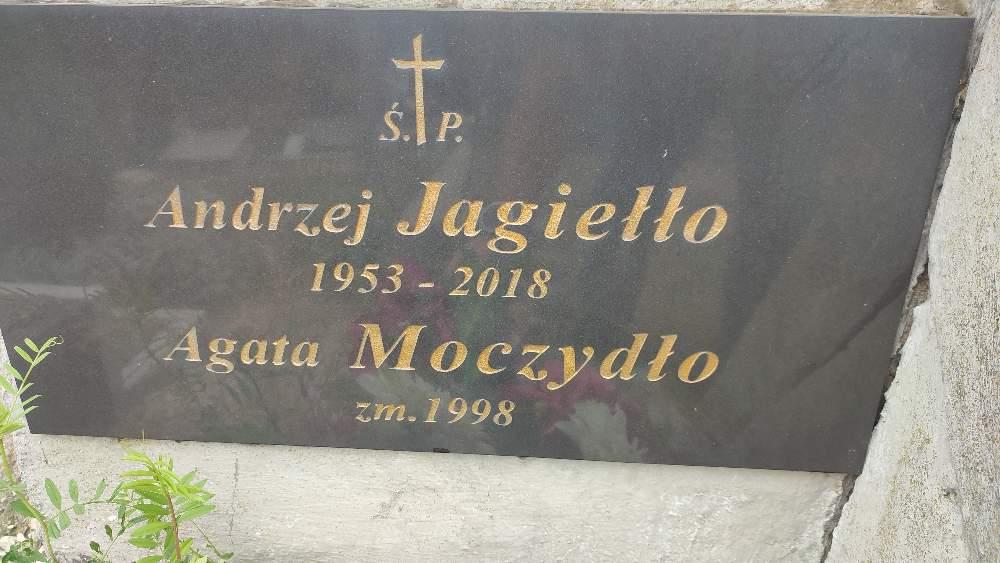 Ś. P.
Andrzej Jagiełło
1953 - 2018
Agata Moczydło
zm. 1998